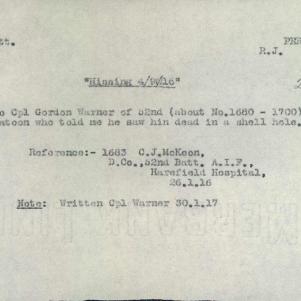 tt.
R.J.
"Missing 4/9/16"
Cpl Gordon Warner of 52nd (about No.1680 - 1700)
atoon who told me he saw him dead in a shell hole.
Reference:- 1683 C.J.McKeon,
D.Co.,52nd Batt. A.I.F.,
Harefield Hospital,
26.1.16
Note: Written Cpl Warner 30.1.17